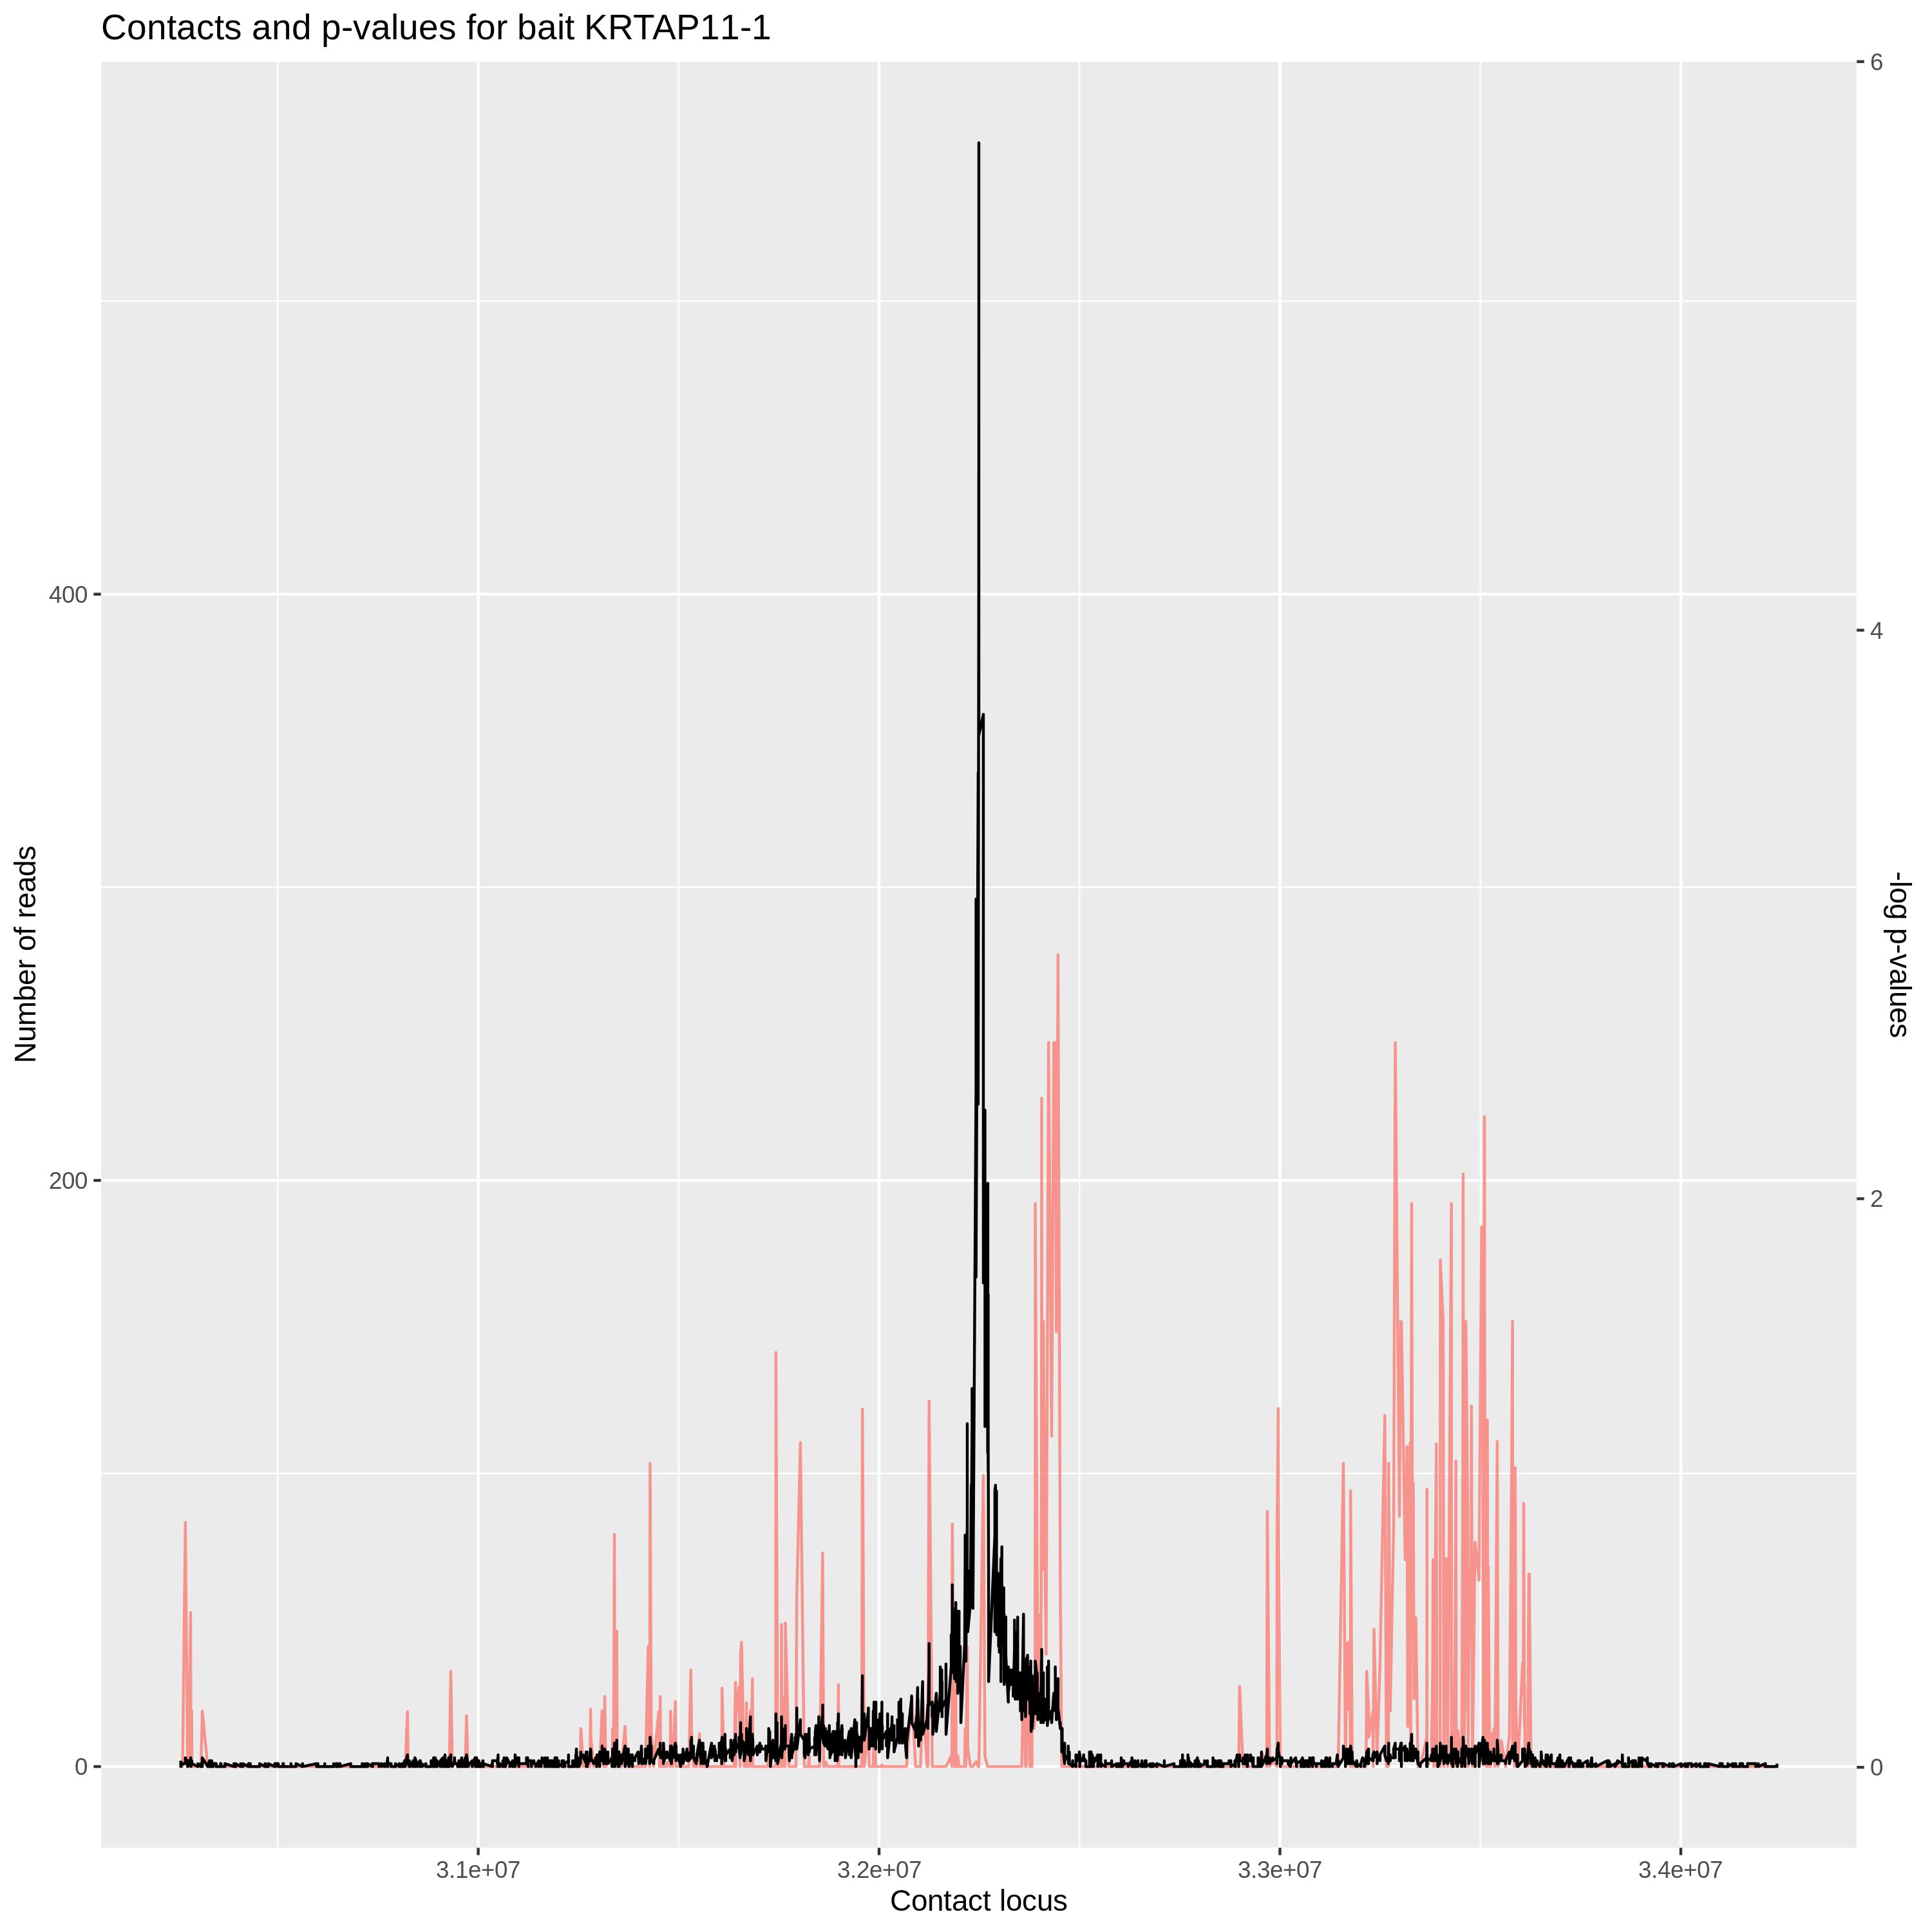 Contacts and p-values for bait KRTAP11-1
6
400
4
Number of reads
-log p-values
200
2
0
0
3.1e+07
3.2e+07
3.3e+07
3.4e+07
Contact locus